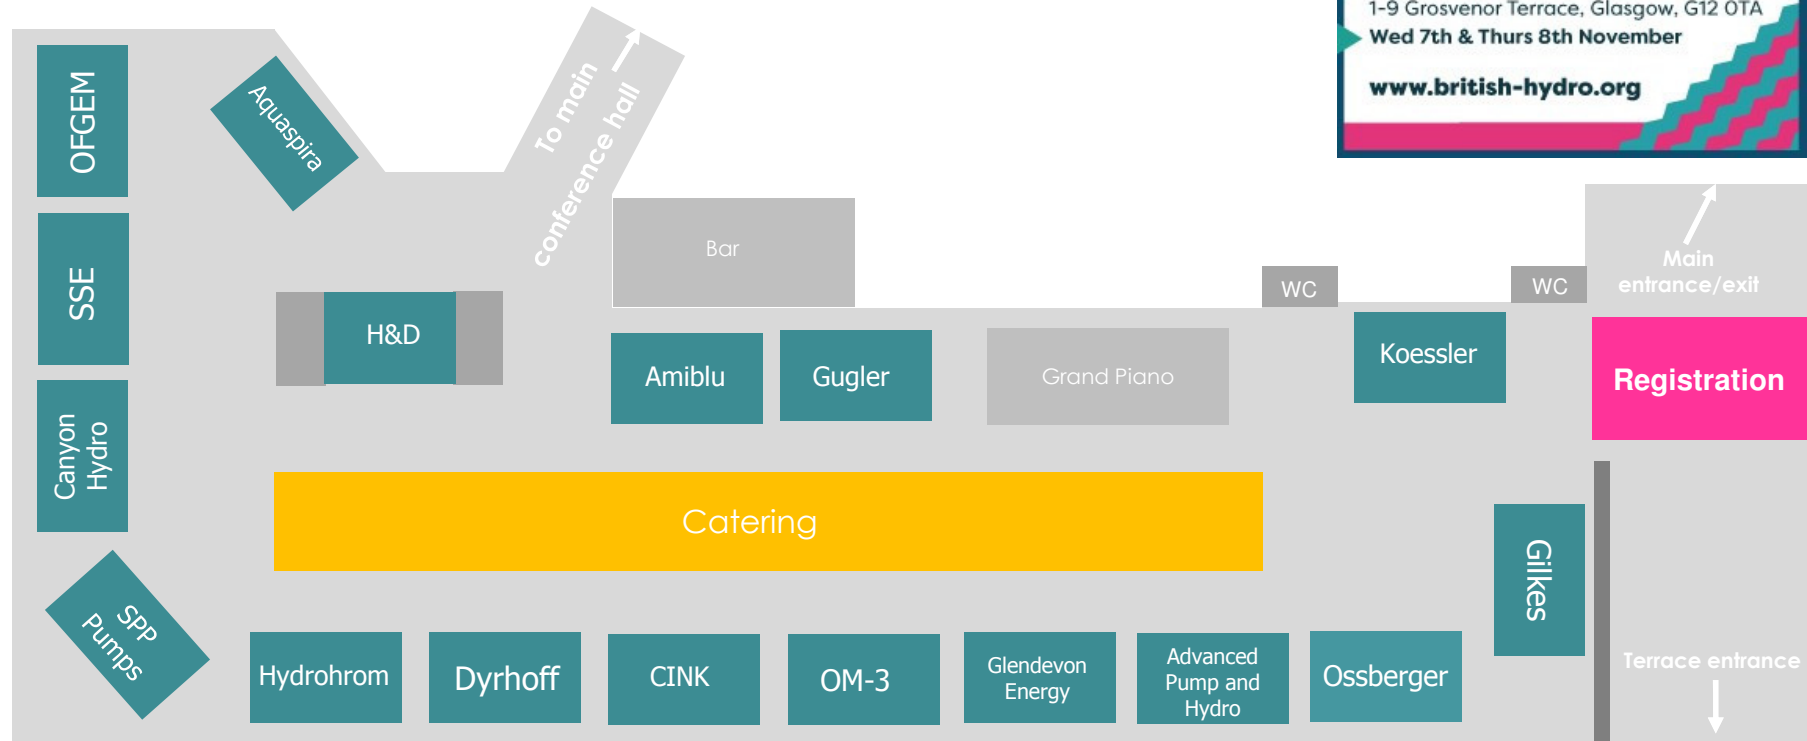 1-9 Grosvenor Terrace, Glasgow, G12 0TA
Wed 7th & Thurs 8th November
www.british-hydro.org
OFGEM
Aquaspira
To main
conference hall
SSE
Bar
WC
WC
Main
entrance/exit
H&D
Amiblu
Gugler
Grand Piano
Koessler
Registration
Canyon
Hydro
Catering
Gilkes
SPP
Pumps
Hydrohrom
Dyrhoff
CINK
OM-3
Glendevon
Energy
Advanced
Pump and
Hydro
Ossberger
Terrace entrance